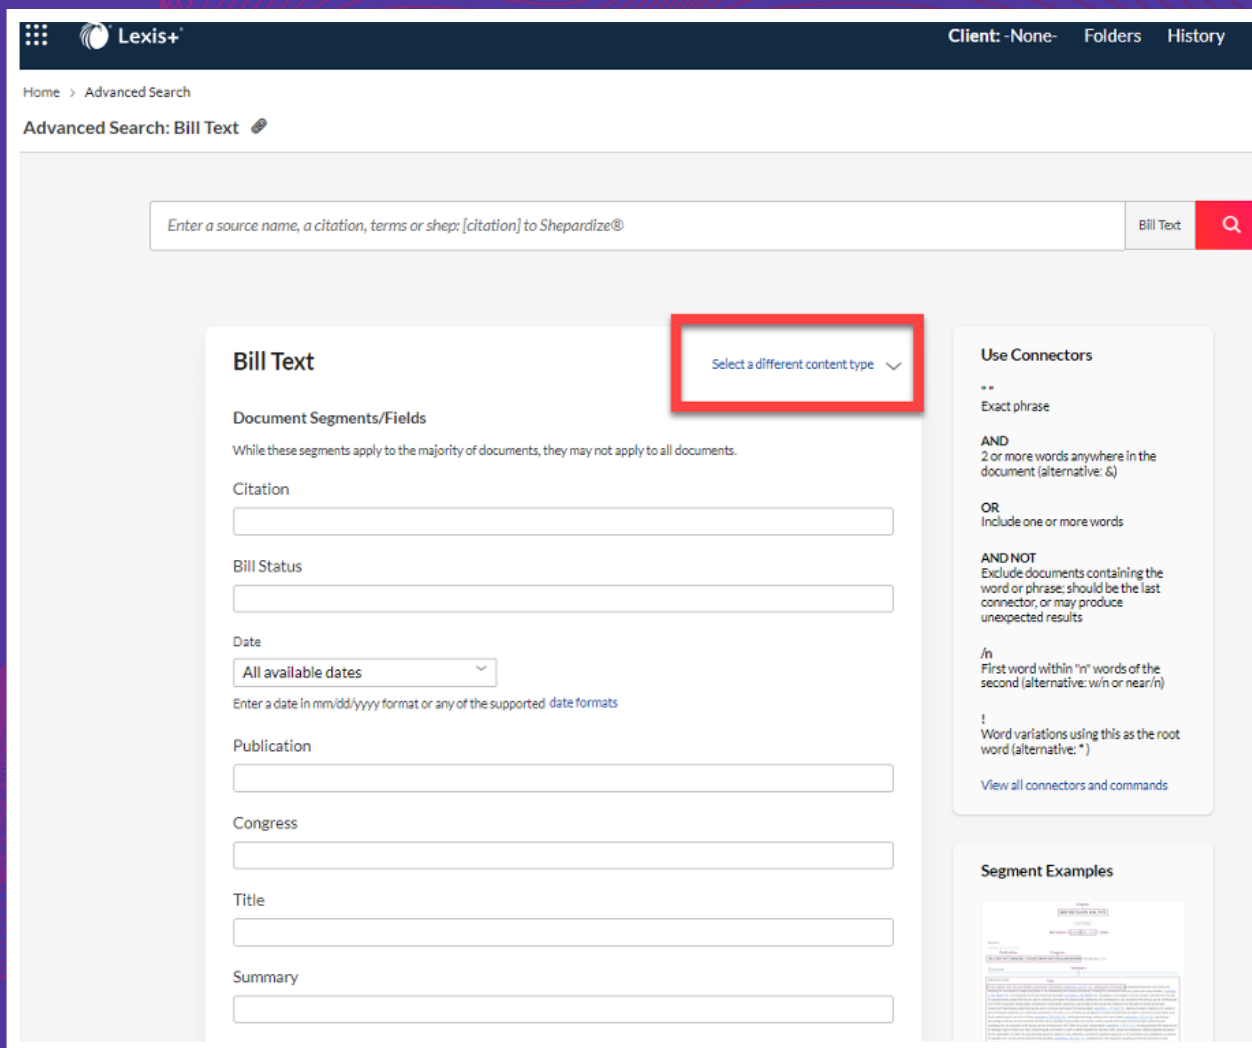 Lexis+
Client: -None- Folders History
Home > Advanced Search
Advanced Search: Bill Text
Enter a source name, a citation, terms or shep: [citation] to Shepardize®
Bill Text
Bill Text
Select a different content type
Document Segments/Fields
While these segments apply to the majority of documents, they may not apply to all documents.
Citation
Bill Status
Date
All available dates
Enter a date in mm/dd/yyyy format or any of the supported date formats
Publication
Congress
Title
Summary
Use Connectors
" "
Exact phrase
AND
2 or more words anywhere in the
document (alternative: &)
OR
Include one or more words
AND NOT
Exclude documents containing the
word or phrase; should be the last
connector, or may produce
unexpected results
/n
First word within "n" words of the
second (alternative: w/n or near/n)
!
Word variations using this as the root
word (alternative: * )
View all connectors and commands
Segment Examples